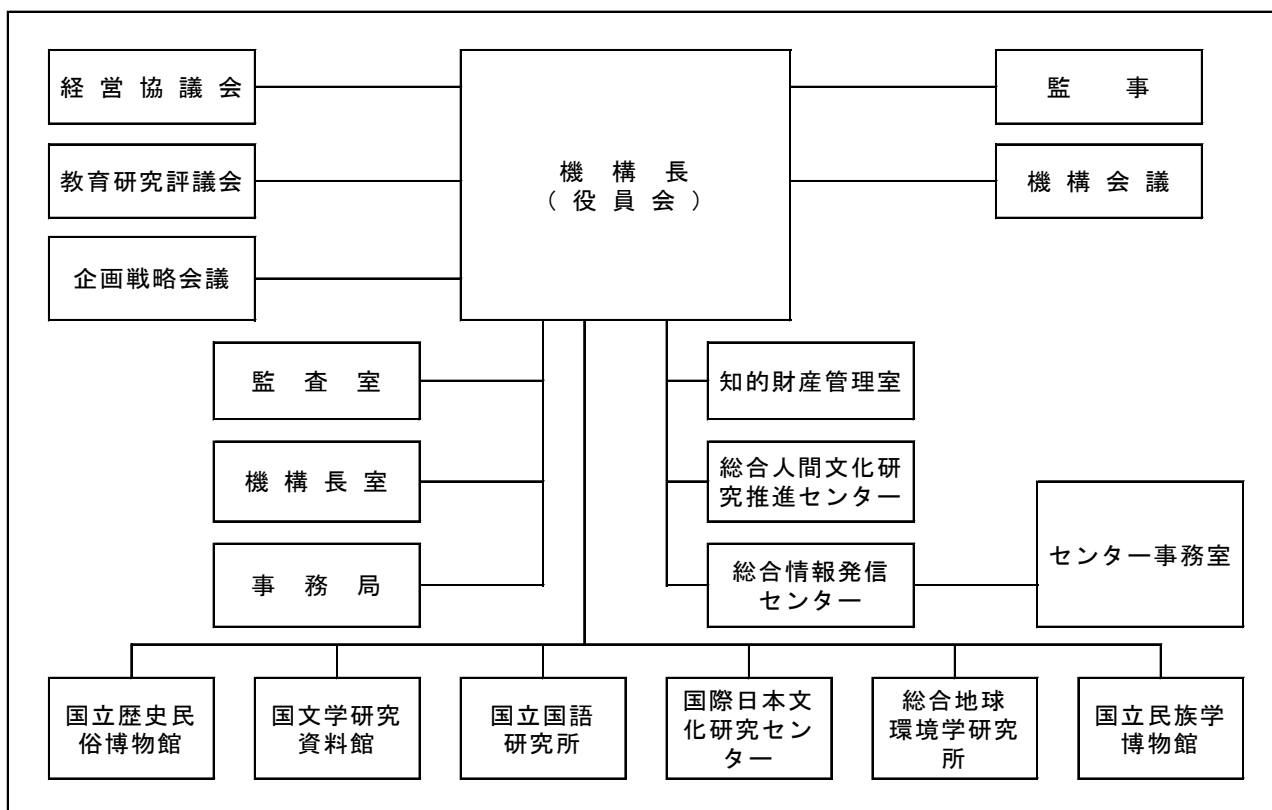 経営協議会
監事
機構長
(役員会)
教育研究評議会
機構会議
企画戦略会議
監査室
知的財産管理室
機構長室
総合人間文化研
究推進センター
事務局
総合情報発信
センター
センター事務室
国立歴史民
俗博物館
国文学研究
資料館
国立国語
研究所
国際日本文
化研究セン
ター
総合地球
環境学研究
所
国立民族学
博物館